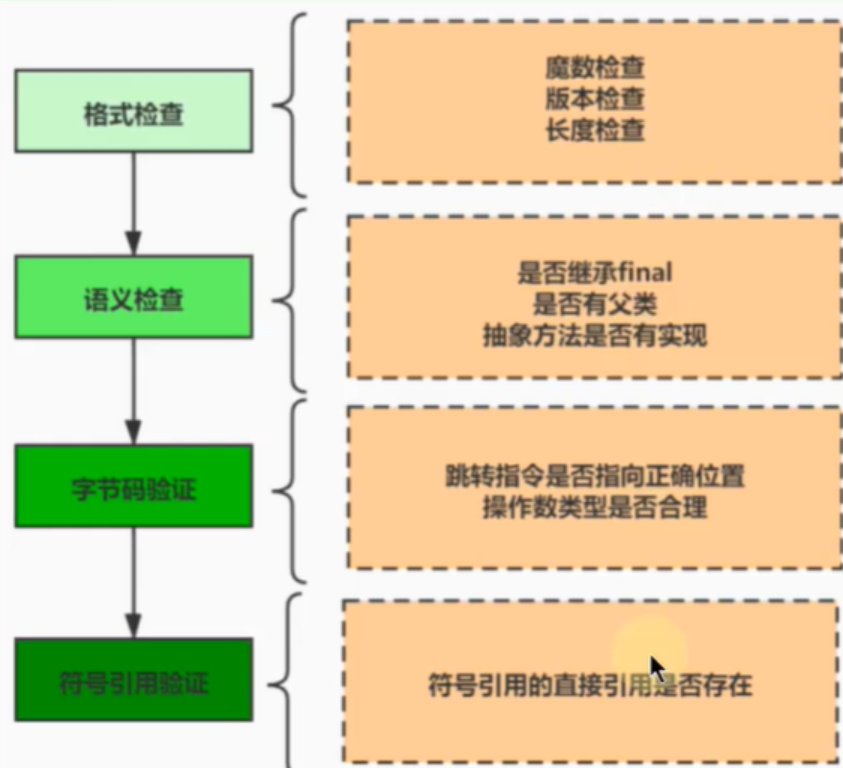 格式检查
魔数检查
版本检查
长度检查
语义检查
是否继承final
是否有父类
抽象方法是否有实现
字节码验证
跳转指令是否指向正确位置
操作数类型是否合理
符号引用验证
符号引用的直接引用是否存在